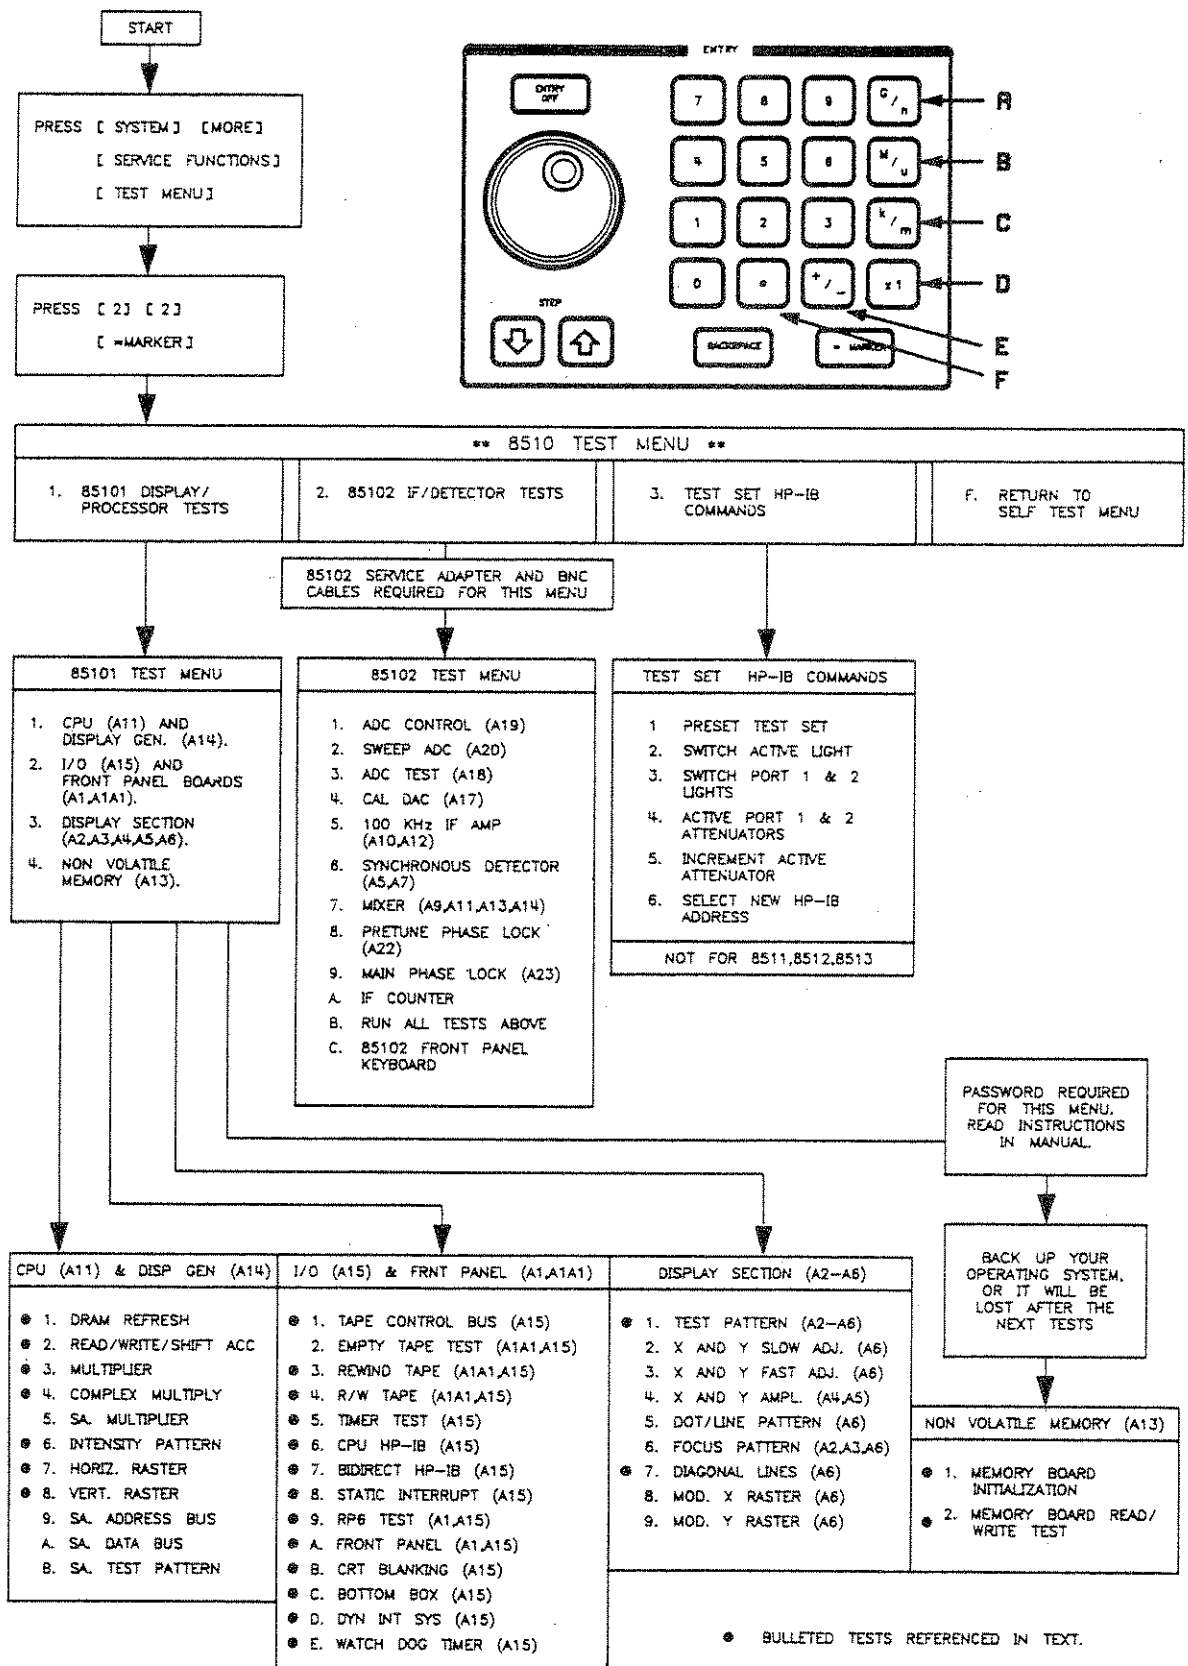 START
PRESS [ SYSTEM ] [MORE]
[ SERVICE FUNCTIONS ]
[ TEST MENU ]
PRESS [ 2] [ 2]
[ =MARKER ]
ENTRY
ENTRY
OFF
7 8 9 G/n
A
4 5 6 M/u
B
1 2 3 k/m
C
0 +/- x1
D
STEP
BACKSPACE
= MARKER
E
F
** 8510 TEST MENU **
1. 85101 DISPLAY/
PROCESSOR TESTS
2. 85102 IF/DETECTOR TESTS
3. TEST SET HP-IB
COMMANDS
F. RETURN TO
SELF TEST MENU
85102 SERVICE ADAPTER AND BNC
CABLES REQUIRED FOR THIS MENU
85101 TEST MENU
1. CPU (A11) AND
DISPLAY GEN. (A14).
2. I/O (A15) AND
FRONT PANEL BOARDS
(A1,A1A1).
3. DISPLAY SECTION
(A2,A3,A4,A5,A6).
4. NON VOLATILE
MEMORY (A13).
85102 TEST MENU
1. ADC CONTROL (A19)
2. SWEEP ADC (A20)
3. ADC TEST (A18)
4. CAL DAC (A17)
5. 100 KHz IF AMP
(A10,A12)
6. SYNCHRONOUS DETECTOR
(A5,A7)
7. MIXER (A9,A11,A13,A14)
8. PRETUNE PHASE LOCK
(A22)
9. MAIN PHASE LOCK (A23)
A. IF COUNTER
B. RUN ALL TESTS ABOVE
C. 85102 FRONT PANEL
KEYBOARD
TEST SET HP-IB COMMANDS
1 PRESET TEST SET
2. SWITCH ACTIVE LIGHT
3. SWITCH PORT 1 & 2
LIGHTS
4. ACTIVE PORT 1 & 2
ATTENUATORS
5. INCREMENT ACTIVE
ATTENUATOR
6. SELECT NEW HP-IB
ADDRESS
NOT FOR 8511,8512,8513
PASSWORD REQUIRED
FOR THIS MENU.
READ INSTRUCTIONS
IN MANUAL.
BACK UP YOUR
OPERATING SYSTEM,
OR IT WILL BE
LOST AFTER THE
NEXT TESTS
CPU (A11) & DISP GEN (A14)
● 1. DRAM REFRESH
● 2. READ/WRITE/SHIFT ACC
● 3. MULTIPLIER
● 4. COMPLEX MULTIPLY
5. SA. MULTIPLIER
● 6. INTENSITY PATTERN
● 7. HORIZ. RASTER
● 8. VERT. RASTER
9. SA. ADDRESS BUS
A. SA. DATA BUS
B. SA. TEST PATTERN
I/O (A15) & FRNT PANEL (A1,A1A1)
● 1. TAPE CONTROL BUS (A15)
2. EMPTY TAPE TEST (A1A1,A15)
● 3. REWIND TAPE (A1A1,A15)
● 4. R/W TAPE (A1A1,A15)
● 5. TIMER TEST (A15)
● 6. CPU HP-IB (A15)
● 7. BIDIRECT HP-IB (A15)
● 8. STATIC INTERRUPT (A15)
● 9. RPG TEST (A1,A15)
● A. FRONT PANEL (A1,A15)
● B. CRT BLANKING (A15)
● C. BOTTOM BOX (A15)
● D. DYN INT SYS (A15)
● E. WATCH DOG TIMER (A15)
DISPLAY SECTION (A2-A6)
● 1. TEST PATTERN (A2-A6)
2. X AND Y SLOW ADJ. (A6)
3. X AND Y FAST ADJ. (A6)
4. X AND Y AMPL. (A4,A5)
5. DOT/LINE PATTERN (A6)
6. FOCUS PATTERN (A2,A3,A6)
● 7. DIAGONAL LINES (A6)
8. MOD. X RASTER (A6)
9. MOD. Y RASTER (A6)
NON VOLATILE MEMORY (A13)
● 1. MEMORY BOARD
INITIALIZATION
● 2. MEMORY BOARD READ/
WRITE TEST
● BULLETED TESTS REFERENCED IN TEXT.